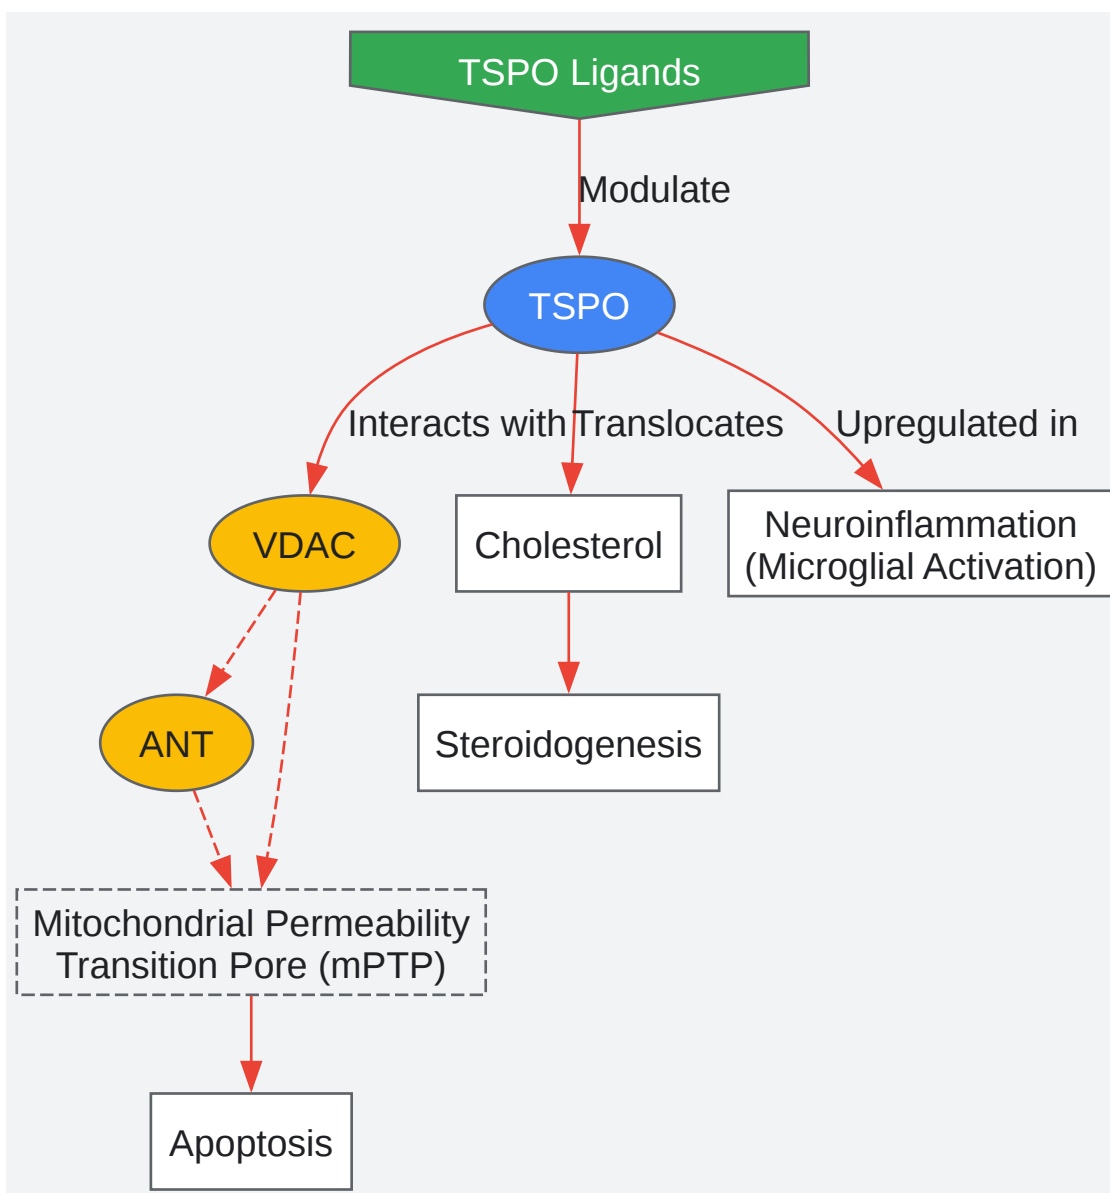 TSPO Ligands
Modulate
TSPO
Interacts with
Translocates
Upregulated in
VDAC
Cholesterol
Neuroinflammation
(Microglial Activation)
ANT
Steroidogenesis
Mitochondrial Permeability
Transition Pore (mPTP)
Apoptosis